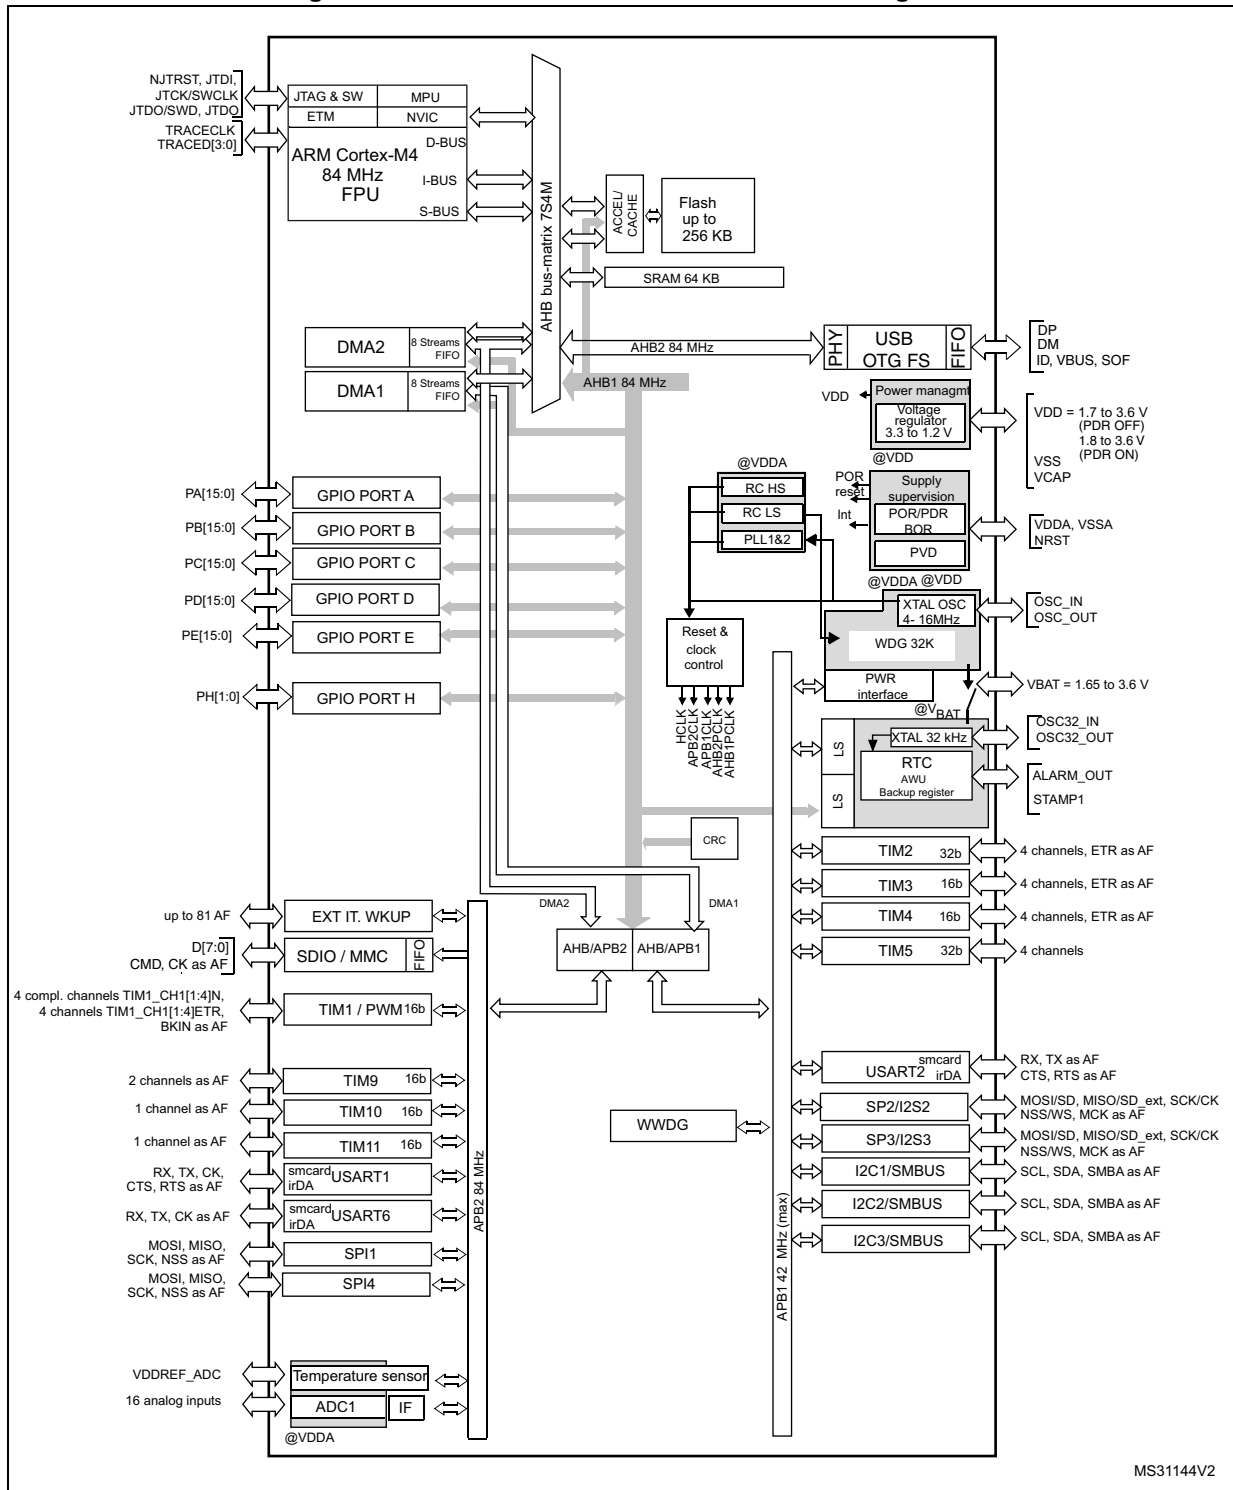 NJTRST, JTDI,
JTCK/SWCLK
JTDO/SWD, JTDO
TRACECLK
TRACED[3:0]
JTAG & SW
MPU
ETM
NVIC
ARM Cortex-M4
84 MHz
FPU
D-BUS
I-BUS
S-BUS
AHB bus-matrix 7S4M
ACCEL/
CACHE
Flash
up to
256 KB
SRAM 64 KB
DMA2
8 Streams
FIFO
DMA1
8 Streams
FIFO
AHB2 84 MHz
AHB1 84 MHz
PHY
USB
OTG FS
FIFO
DP
DM
ID, VBUS, SOF
VDD
Power managmt
Voltage
regulator
3.3 to 1.2 V
@VDD
VDD = 1.7 to 3.6 V
(PDR OFF)
1.8 to 3.6 V
(PDR ON)
VSS
VCAP
@VDDA
RC HS
RC LS
PLL1&2
POR
reset
Int
Supply
supervision
POR/PDR
BOR
PVD
@VDDA @VDD
VDDA, VSSA
NRST
PA[15:0]
GPIO PORT A
PB[15:0]
GPIO PORT B
PC[15:0]
GPIO PORT C
PD[15:0]
GPIO PORT D
PE[15:0]
GPIO PORT E
PH[1:0]
GPIO PORT H
XTAL OSC
4- 16MHz
WDG 32K
OSC_IN
OSC_OUT
Reset &
clock
control
HCLK
APB2CLK
APB1CLK
AHB2PCLK
AHB1PCLK
PWR
interface
VBAT = 1.65 to 3.6 V
@VBAT
LS
LS
XTAL 32 kHz
RTC
AWU
Backup register
OSC32_IN
OSC32_OUT
ALARM_OUT
STAMP1
CRC
TIM2
32b
4 channels, ETR as AF
TIM3
16b
4 channels, ETR as AF
TIM4
16b
4 channels, ETR as AF
TIM5
32b
4 channels
DMA2
DMA1
AHB/APB2
AHB/APB1
up to 81 AF
EXT IT. WKUP
D[7:0]
CMD, CK as AF
SDIO / MMC
FIFO
4 compl. channels TIM1_CH1[1:4]N,
4 channels TIM1_CH1[1:4]ETR,
BKIN as AF
TIM1 / PWM
16b
2 channels as AF
TIM9
16b
1 channel as AF
TIM10
16b
1 channel as AF
TIM11
16b
RX, TX, CK,
CTS, RTS as AF
smcard
irDA
USART1
RX, TX, CK as AF
smcard
irDA
USART6
MOSI, MISO,
SCK, NSS as AF
SPI1
MOSI, MISO,
SCK, NSS as AF
SPI4
VDDREF_ADC
Temperature sensor
16 analog inputs
ADC1
IF
@VDDA
APB2 84 MHz
WWDG
APB1 42 MHz (max)
USART2
smcard
irDA
RX, TX as AF
CTS, RTS as AF
SP2/I2S2
MOSI/SD, MISO/SD_ext, SCK/CK
NSS/WS, MCK as AF
SP3/I2S3
MOSI/SD, MISO/SD_ext, SCK/CK
NSS/WS, MCK as AF
I2C1/SMBUS
SCL, SDA, SMBA as AF
I2C2/SMBUS
SCL, SDA, SMBA as AF
I2C3/SMBUS
SCL, SDA, SMBA as AF
MS31144V2